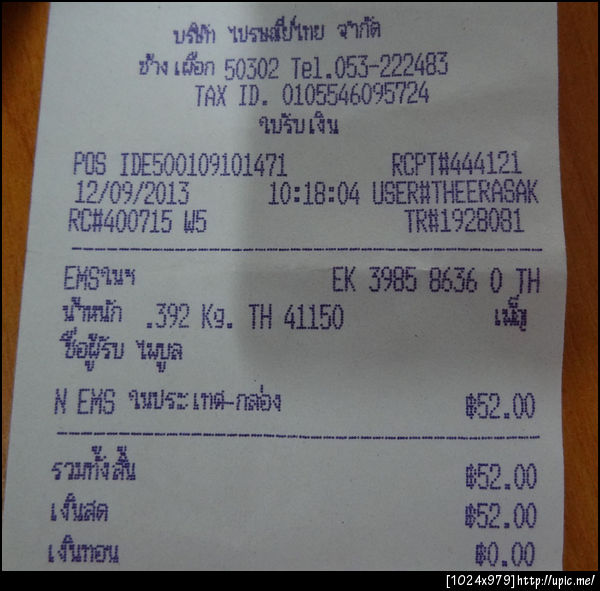 บริษัท ไปรษณีย์ไทย จำกัด
ช้างเผือก 50302 Tel.053-222483
TAX ID. 0105546095724
ใบรับเงิน
POS IDE500109101471 RCPT#444121
12/09/2013 10:18:04 USER#THEERASAK
RC#400715 W5 TR#1928081
EMSในฯ EK 3985 8636 0 TH
น้ำหนัก .392 Kg. TH 41150 เพ็ญ
ชื่อผู้รับ ไพบูล
N EMS ในประเทศ-กล่อง ฿52.00
รวมทั้งสิ้น ฿52.00
เงินสด ฿52.00
เงินทอน ฿0.00
[1024x979]http://upic.me/